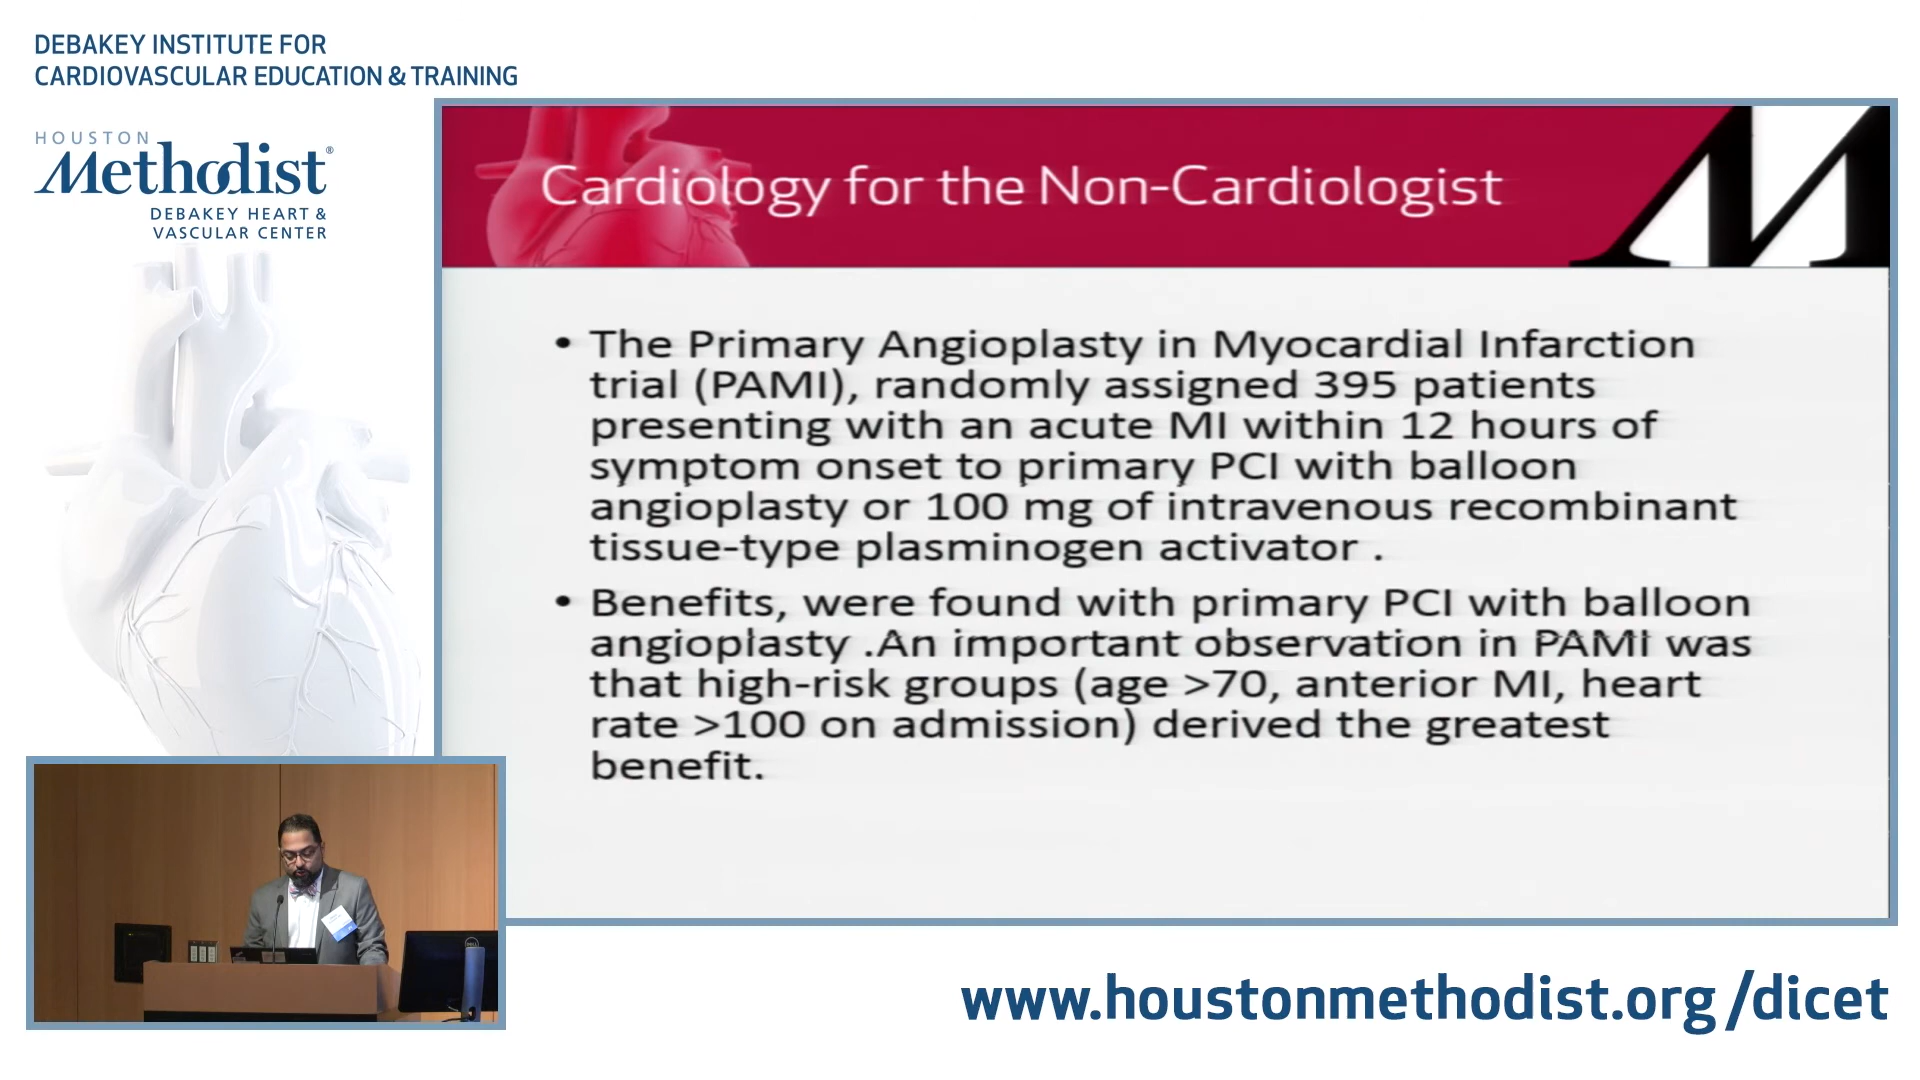 DEBAKEY INSTITUTE FOR
CARDIOVASCULAR EDUCATION & TRAINING
HOUSTON
Methodist®
DEBAKEY HEART &
VASCULAR CENTER
Cardiology for the Non-Cardiologist
M
• The Primary Angioplasty in Myocardial Infarction
trial (PAMI), randomly assigned 395 patients
presenting with an acute MI within 12 hours of
symptom onset to primary PCI with balloon
angioplasty or 100 mg of intravenous recombinant
tissue-type plasminogen activator .
• Benefits, were found with primary PCI with balloon
angioplasty .An important observation in PAMI was
that high-risk groups (age >70, anterior MI, heart
rate >100 on admission) derived the greatest
benefit.
www.houstonmethodist.org/dicet